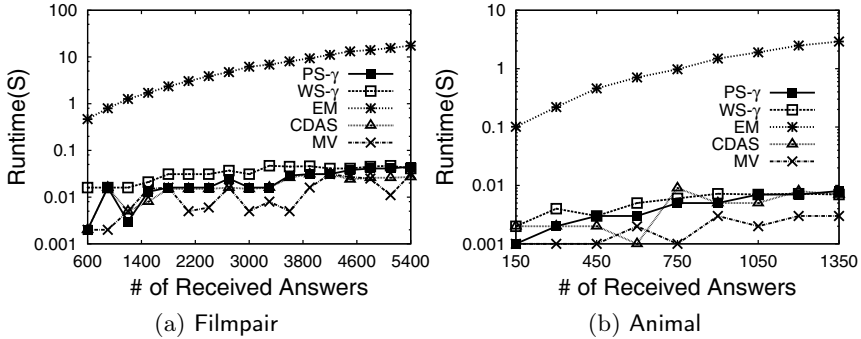 100
10
1
0.1
0.01
0.001
Runtime(S)
PS-γ
WS-γ
EM
CDAS
MV
600 1400 2200 3000 3800 4600 5400
# of Received Answers
(a) Filmpair
10
1
0.1
0.01
0.001
Runtime(S)
PS-γ
WS-γ
EM
CDAS
MV
150 450 750 1050 1350
# of Received Answers
(b) Animal